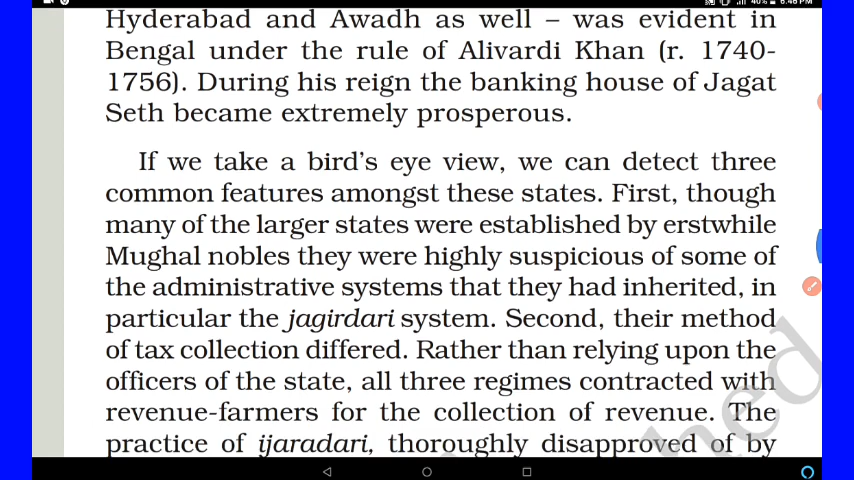 40% 6:46 PM
Hyderabad and Awadh as well – was evident in
Bengal under the rule of Alivardi Khan (r. 1740-
1756). During his reign the banking house of Jagat
Seth became extremely prosperous.
If we take a bird's eye view, we can detect three
common features amongst these states. First, though
many of the larger states were established by erstwhile
Mughal nobles they were highly suspicious of some of
the administrative systems that they had inherited, in
particular the jagirdari system. Second, their method
of tax collection differed. Rather than relying upon the
officers of the state, all three regimes contracted with
revenue-farmers for the collection of revenue. The
practice of ijaradari, thoroughly disapproved of by